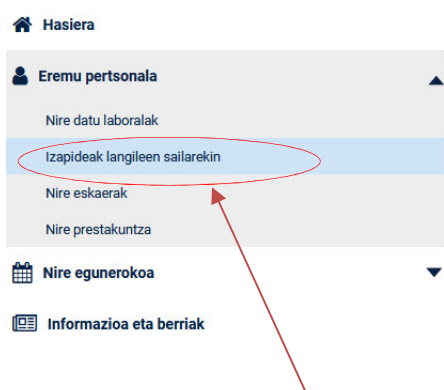 Hasiera
Eremu pertsonala
Nire datu laboralak
Izapideak langileen sailarekin
Nire eskaerak
Nire prestakuntza
Nire egunerokoa
Informazioa eta berriak